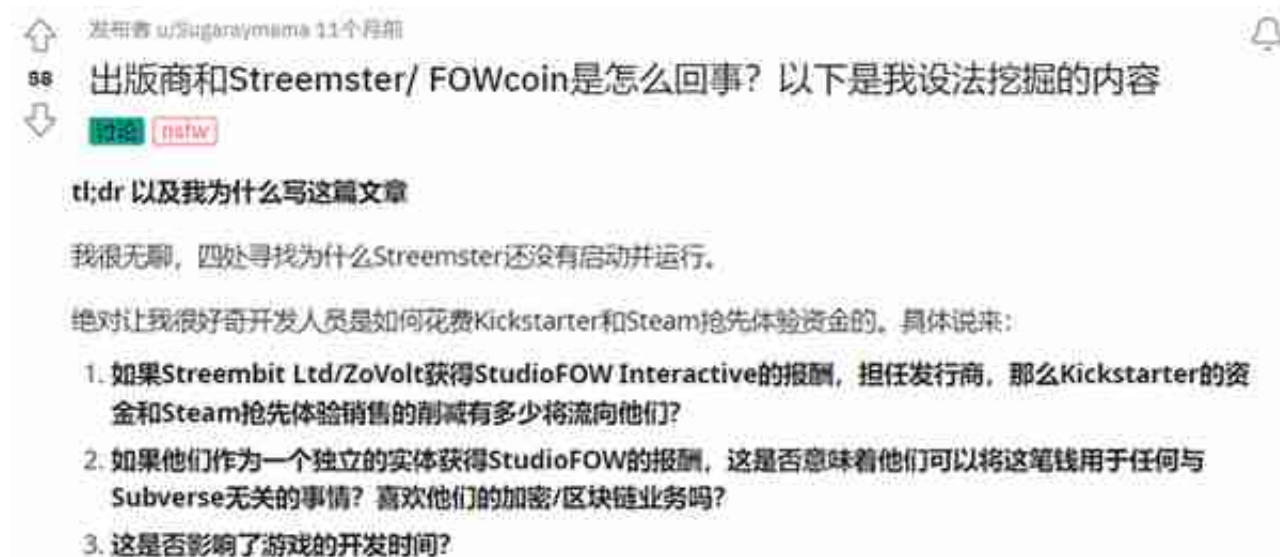 发布者 u/Sugaraymama 11个月前
58
出版商和Streemster/ FOWcoin是怎么回事？以下是我设法挖掘的内容
讨论 nsfw
tl;dr 以及我为什么写这篇文章
我很无聊，四处寻找为什么Streemster还没有启动并运行。
绝对让我很好奇开发人员是如何花费Kickstarter和Steam抢先体验资金的。具体说来：
1. 如果Streembit Ltd/ZoVolt获得StudioFOW Interactive的报酬，担任发行商，那么Kickstarter的资
金和Steam抢先体验销售的削减有多少将流向他们？
2. 如果他们作为一个独立的实体获得StudioFOW的报酬，这是否意味着他们可以将这笔钱用于任何与
Subverse无关的事情？喜欢他们的加密/区块链业务吗？
3. 这是否影响了游戏的开发时间？